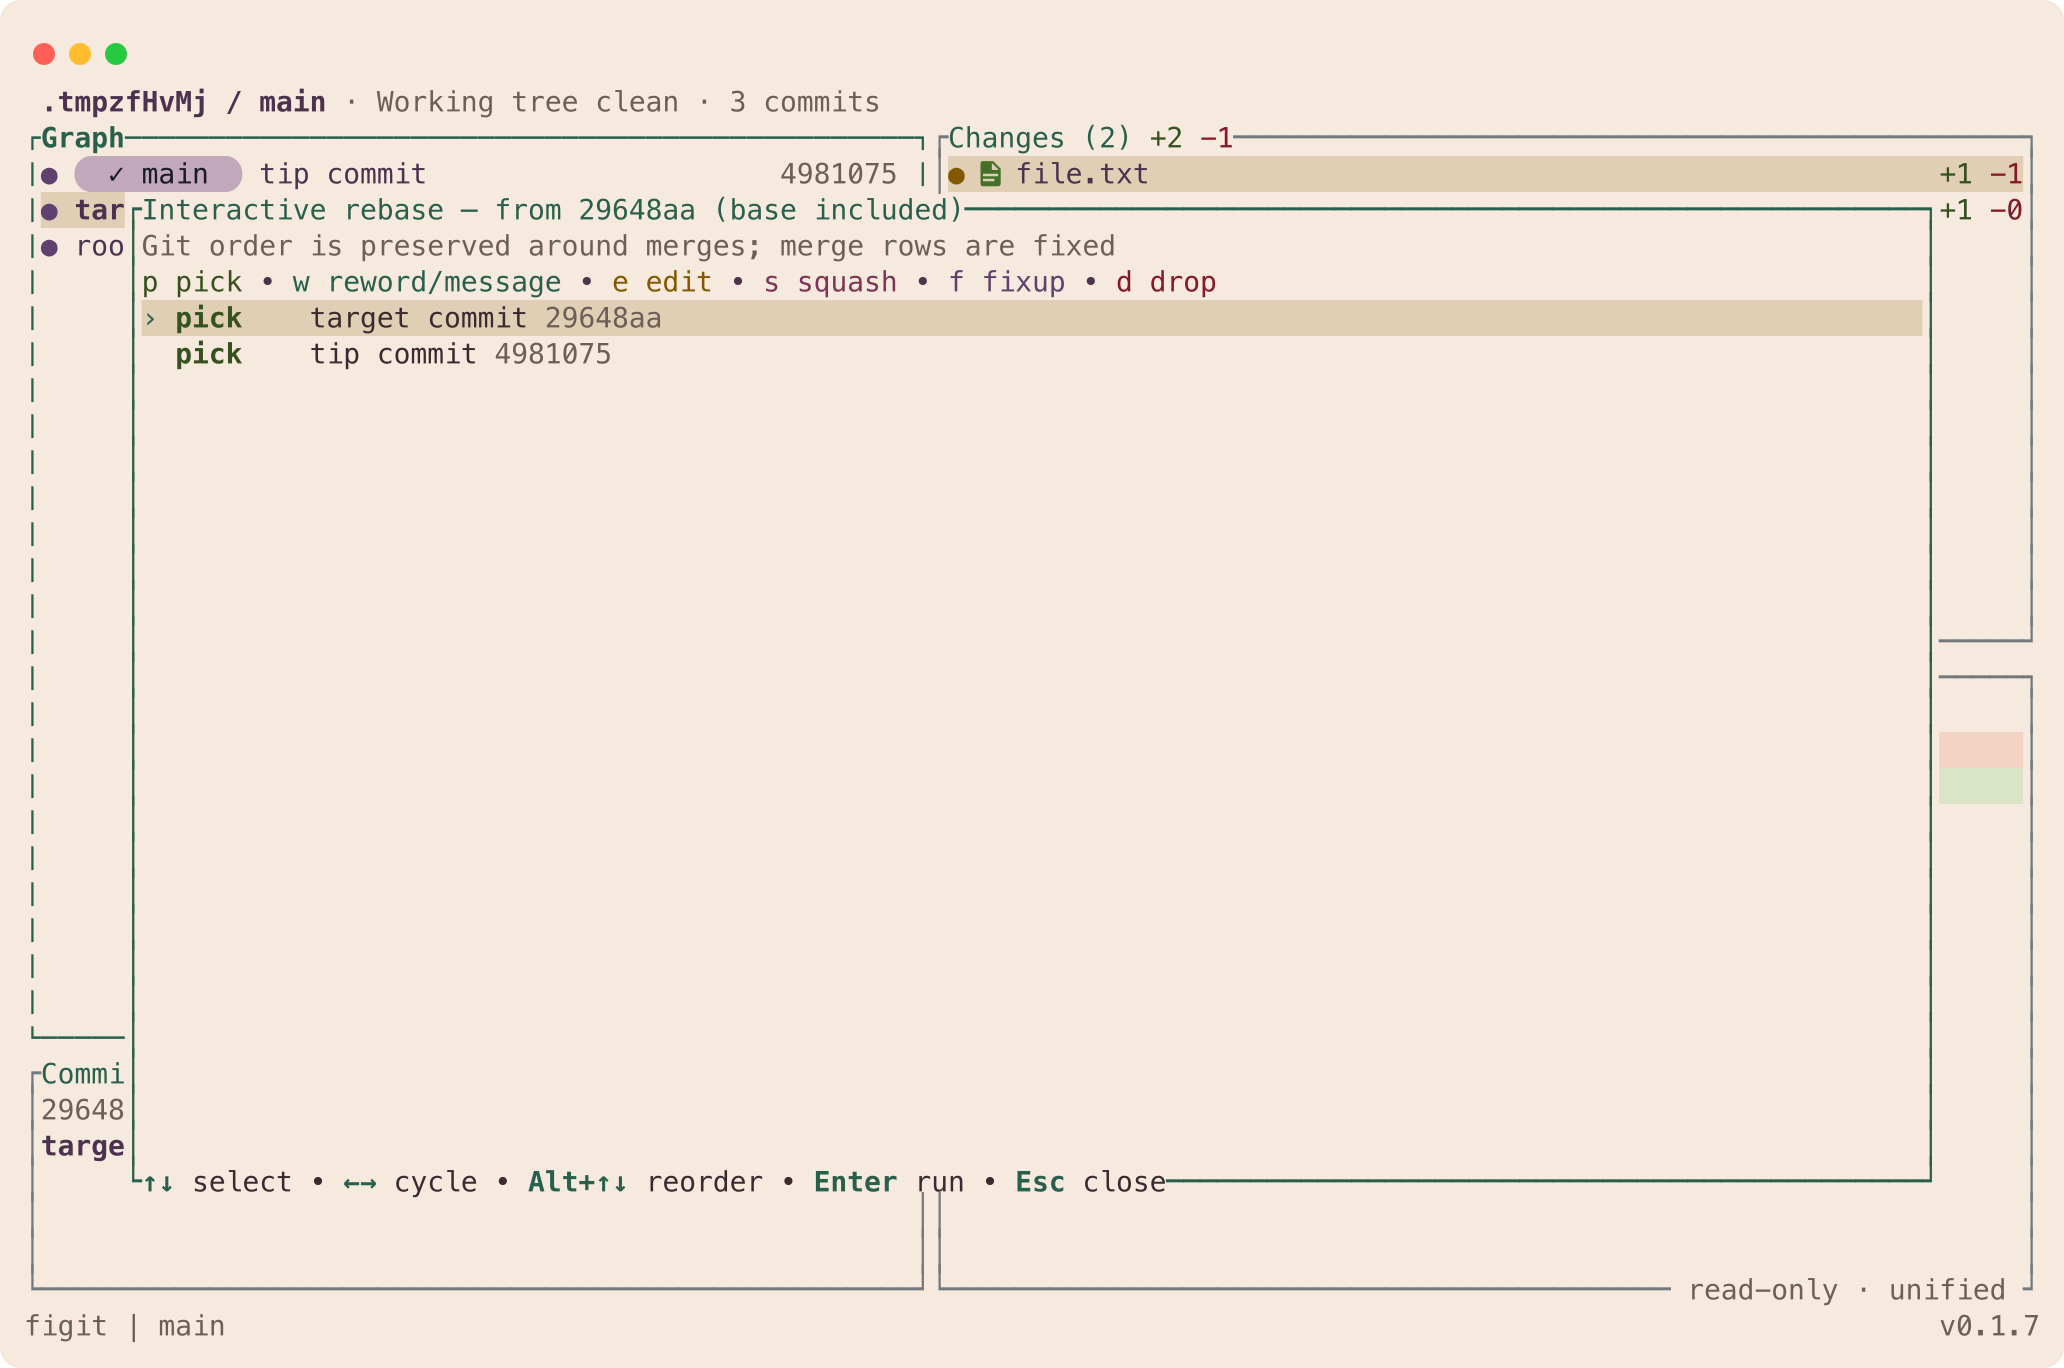 .tmpzfHvMj / main · Working tree clean · 3 commits
Graph
Changes (2) +2 −1
● ✓ main tip commit 4981075
● file.txt +1 −1
● tar
Interactive rebase — from 29648aa (base included)
+1 −0
● roo
Git order is preserved around merges; merge rows are fixed
p pick • w reword/message • e edit • s squash • f fixup • d drop
› pick target commit 29648aa
pick tip commit 4981075
Commi
29648
targe
↑↓ select • ←→ cycle • Alt+↑↓ reorder • Enter run • Esc close
read−only · unified
figit | main
v0.1.7